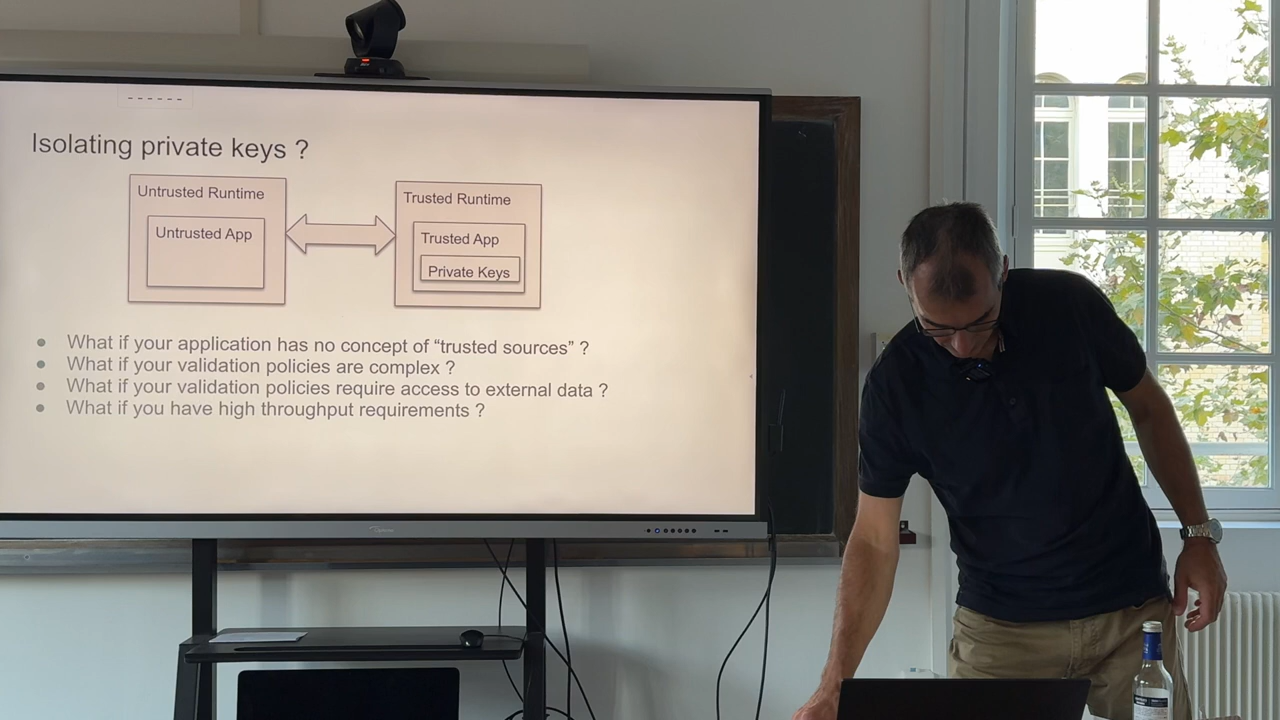 Isolating private keys ?
Untrusted Runtime
Untrusted App
Trusted Runtime
Trusted App
Private Keys
What if your application has no concept of “trusted sources” ?
What if your validation policies are complex ?
What if your validation policies require access to external data ?
What if you have high throughput requirements ?